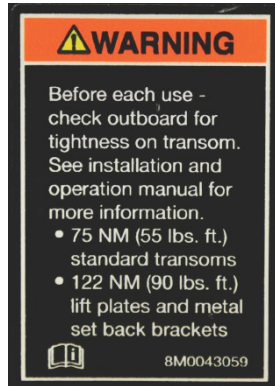 WARNING
Before each use -
check outboard for
tightness on transom.
See installation and
operation manual for
more information.
• 75 NM (55 lbs. ft.)
standard transoms
• 122 NM (90 lbs. ft.)
lift plates and metal
set back brackets
8M0043059